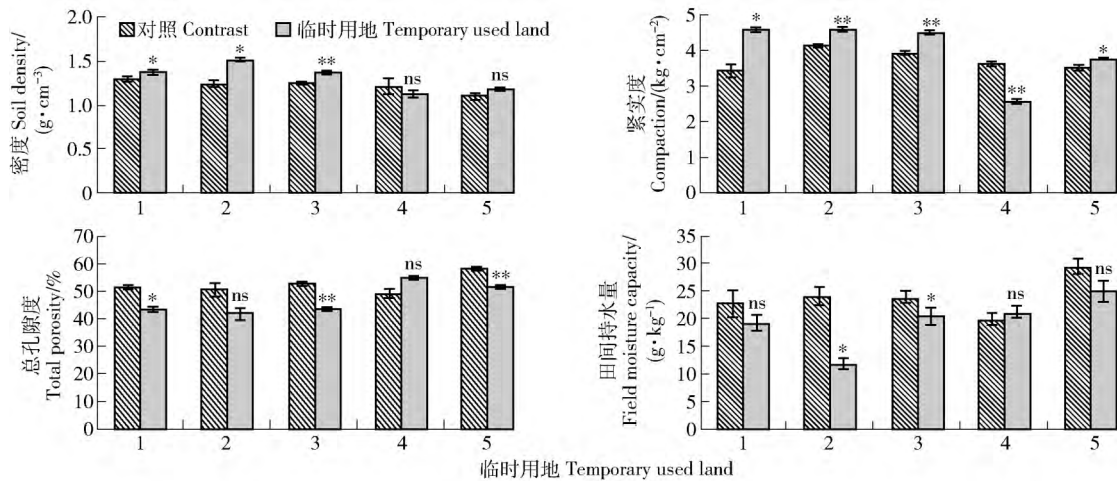 对照 Contrast
临时用地 Temporary used land
密度 Soil density/
(g·cm⁻³)
2.0
1.5
1.0
0.5
0
*
*
**
ns
ns
1 2 3 4 5
紧实度
Compaction/(kg·cm⁻²)
5
4
3
2
1
0
*
**
**
**
*
1 2 3 4 5
总孔隙度
Total porosity/%
70
60
50
40
30
20
10
0
*
ns
**
ns
**
1 2 3 4 5
田间持水量
Field moisture capacity/
(g·kg⁻¹)
35
30
25
20
15
10
5
0
ns
*
*
ns
ns
1 2 3 4 5
临时用地 Temporary used land